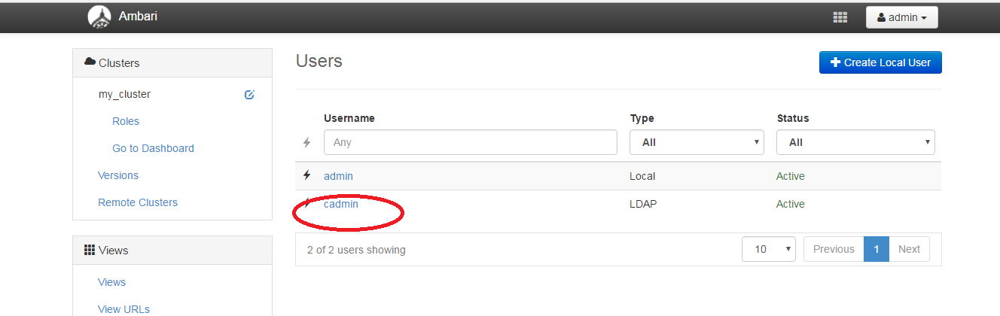 Ambari
admin
Clusters
my_cluster
Roles
Go to Dashboard
Versions
Remote Clusters
Views
Views
View URLs
Users
Create Local User
Username Type Status
Any All All
admin Local Active
cadmin LDAP Active
2 of 2 users showing 10 Previous 1 Next